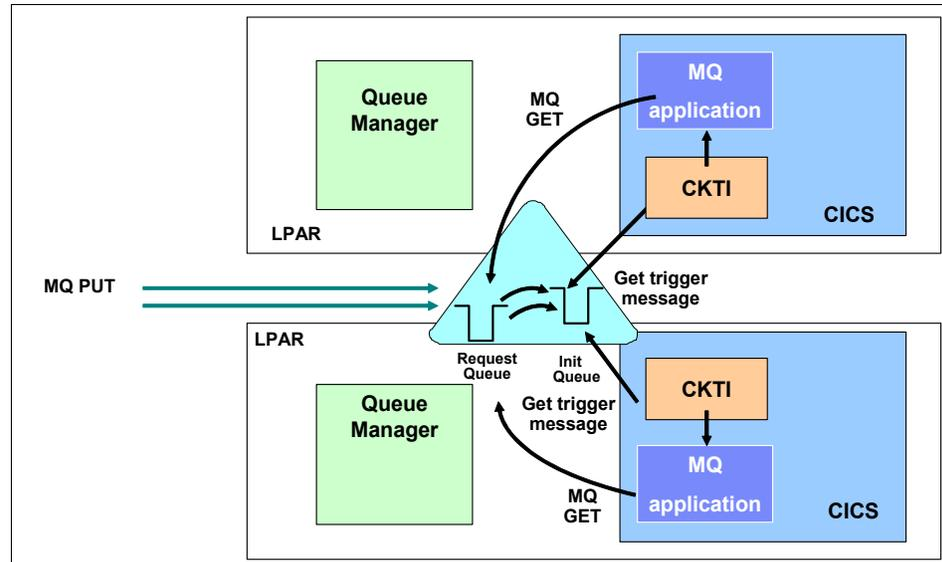 MQ
application
Queue
Manager
MQ
GET
CKTI
CICS
LPAR
MQ PUT
Get trigger
message
LPAR
Request
Queue
Init
Queue
CKTI
Queue
Manager
Get trigger
message
MQ
application
MQ
GET
CICS